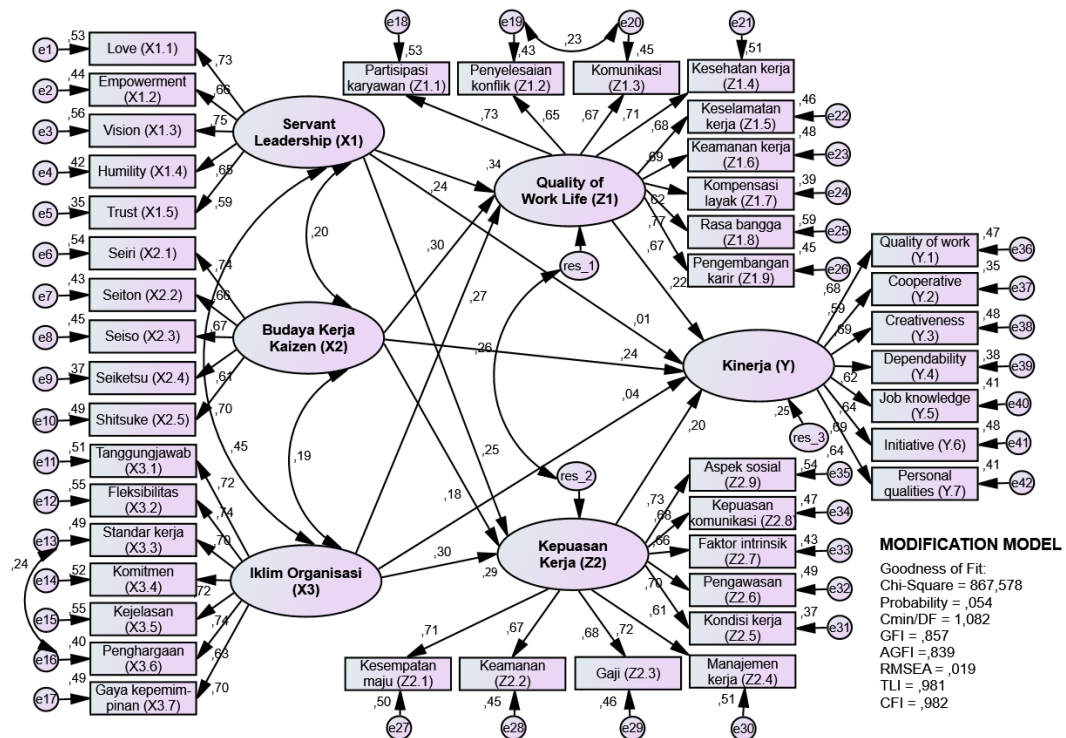 e1
,53
Love (X1.1)
,73
e2
,44
Empowerment
(X1.2)
,66
e3
,56
Vision (X1.3)
,75
e4
,42
Humility (X1.4)
,65
e5
,35
Trust (X1.5)
,59
Servant
Leadership (X1)
e6
,54
Seiri (X2.1)
,74
e7
,43
Seiton (X2.2)
,66
e8
,45
Seiso (X2.3)
,67
e9
,37
Seiketsu (X2.4)
,61
e10
,49
Shitsuke (X2.5)
,70
Budaya Kerja
Kaizen (X2)
e11
,51
Tanggungjawab
(X3.1)
,72
e12
,55
Fleksibilitas
(X3.2)
,74
e13
,49
Standar kerja
(X3.3)
,70
e14
,52
Komitmen
(X3.4)
,72
e15
,55
Kejelasan
(X3.5)
,74
e16
,40
Penghargaan
(X3.6)
,63
e17
,49
Gaya kepemim-
pinan (X3.7)
,70
,24
Iklim Organisasi
(X3)
,20
,45
,19
e18
,53
Partisipasi
karyawan (Z1.1)
,73
e19
,43
Penyelesaian
konflik (Z1.2)
,65
,23
e20
,45
Komunikasi
(Z1.3)
,67
e21
,51
Kesehatan kerja
(Z1.4)
,71
Keselamatan
kerja (Z1.5)
,46
e22
,68
Keamanan kerja
(Z1.6)
,48
e23
,69
Kompensasi
layak (Z1.7)
,39
e24
,62
Rasa bangga
(Z1.8)
,59
e25
,77
Pengembangan
karir (Z1.9)
,45
e26
,67
Quality of
Work Life (Z1)
,34
,24
,30
,27
,26
,22
,01
,24
,04
,25
,18
,30
,29
,20
res_1
res_2
res_3
,25
Kinerja (Y)
Quality of work
(Y.1)
,47
e36
,68
Cooperative
(Y.2)
,35
e37
,59
Creativeness
(Y.3)
,48
e38
,69
Dependability
(Y.4)
,38
e39
,62
Job knowledge
(Y.5)
,41
e40
,64
Initiative (Y.6)
,48
e41
,69
Personal
qualities (Y.7)
,41
e42
,64
Kepuasan
Kerja (Z2)
Aspek sosial
(Z2.9)
,54
e35
,73
Kepuasan
komunikasi (Z2.8)
,47
e34
,68
Faktor intrinsik
(Z2.7)
,43
e33
,66
Pengawasan
(Z2.6)
,49
e32
,70
Kondisi kerja
(Z2.5)
,37
e31
,61
,71
Kesempatan
maju (Z2.1)
,50
e27
,67
Keamanan
(Z2.2)
,45
e28
,68
Gaji (Z2.3)
,46
e29
,72
Manajemen
kerja (Z2.4)
,51
e30
MODIFICATION MODEL
Goodness of Fit:
Chi-Square = 867,578
Probability = ,054
Cmin/DF = 1,082
GFI = ,857
AGFI =,839
RMSEA = ,019
TLI = ,981
CFI = ,982